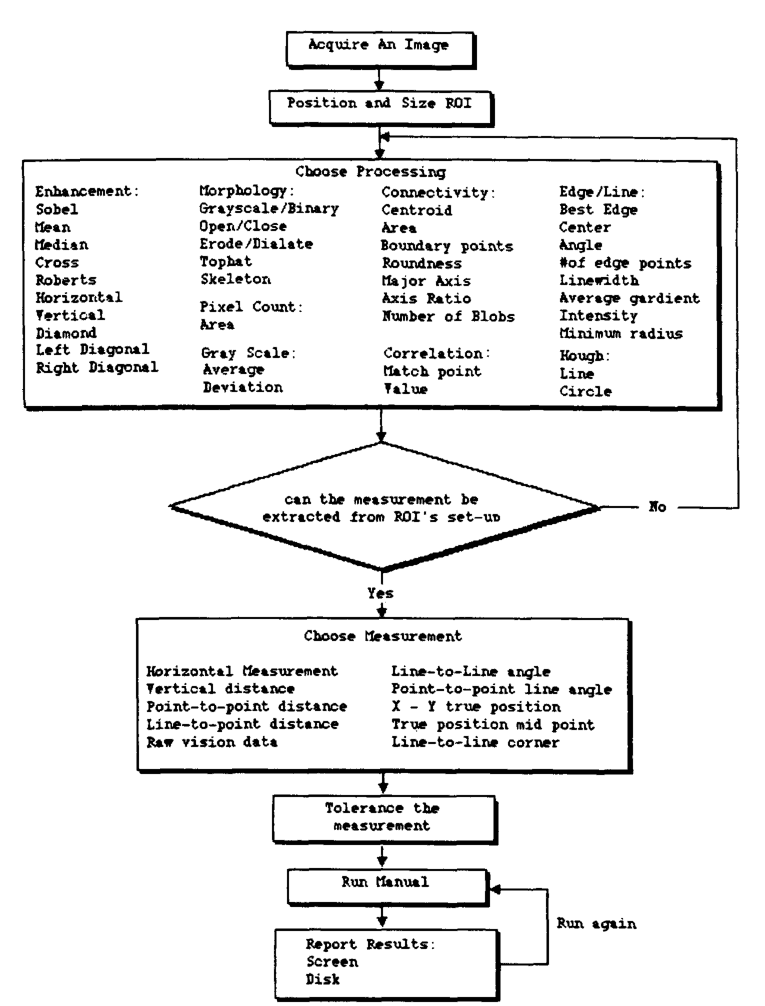 Acquire An Image
Position and Size ROI
Choose Processing
Enhancement:
Sobel
Mean
Median
Cross
Roberts
Horizontal
Vertical
Diamond
Left Diagonal
Right Diagonal
Morphology:
Grayscale/Binary
Open/Close
Erode/Dialate
Tophat
Skeleton
Pixel Count:
Area
Gray Scale:
Average
Deviation
Connectivity:
Centroid
Area
Boundary points
Roundness
Major Axis
Axis Ratio
Number of Blobs
Correlation:
Match point
Value
Edge/Line:
Best Edge
Center
Angle
#of edge points
Linewidth
Average gardient
Intensity
Minimum radius
Hough:
Line
Circle
can the measurement be
extracted from ROI's set-up
No
Yes
Choose Measurement
Horizontal Measurement
Vertical distance
Point-to-point distance
Line-to-point distance
Raw vision data
Line-to-Line angle
Point-to-point line angle
X - Y true position
True position mid point
Line-to-line corner
Tolerance the
measurement
Run Manual
Run again
Report Results:
Screen
Disk